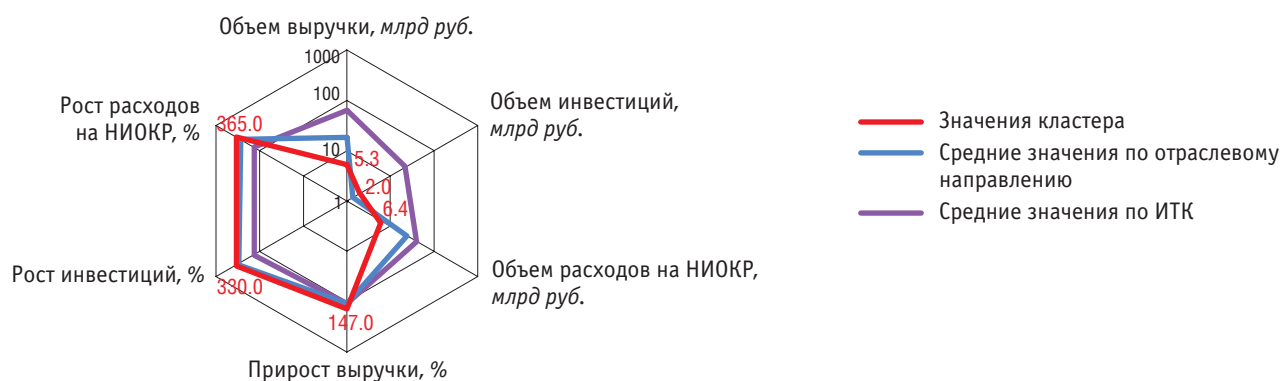 Объем выручки, млрд руб.
1000
100
10
1
Объем инвестиций,
млрд руб.
Рост расходов
на НИОКР, %
365.0
5.3
2.0
6.4
330.0
147.0
Рост инвестиций, %
Объем расходов на НИОКР,
млрд руб.
Прирост выручки, %
Значения кластера
Средние значения по отраслевому
направлению
Средние значения по ИТК